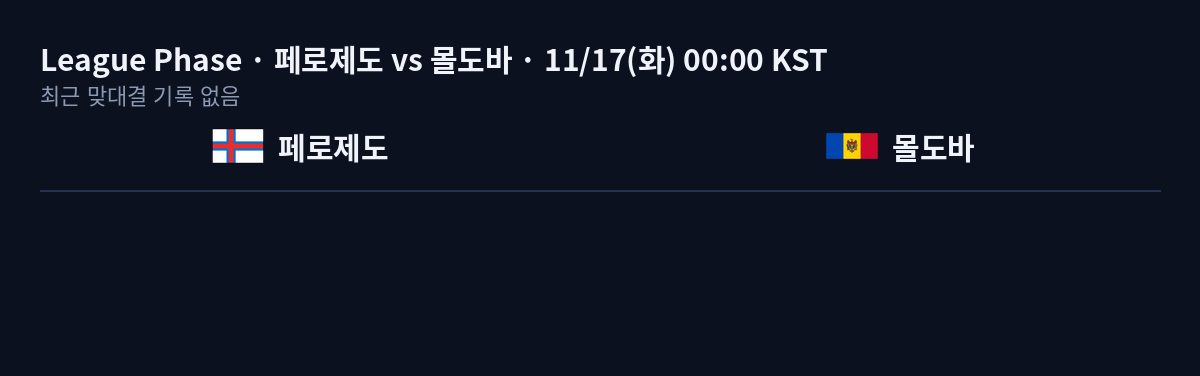 League Phase · 페로제도 vs 몰도바 · 11/17(화) 00:00 KST
최근 맞대결 기록 없음
페로제도
몰도바